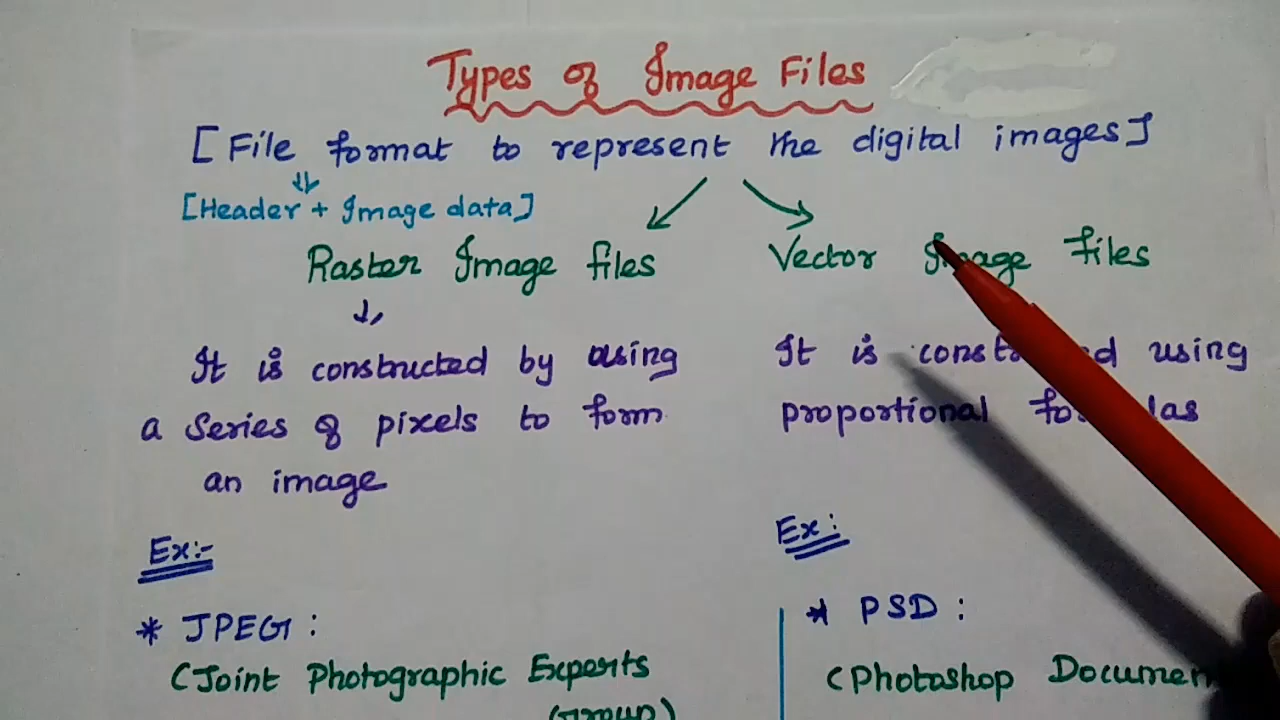 Types of Image Files
[File format to represent the digital images]
[Header + Image data]
Raster Image files
It is constructed by using
a series of pixels to form
an image
Ex:-
* JPEG :
(Joint Photographic Experts
Group)
Vector Image Files
It is using
proportional
Ex:
* PSD :
(Photoshop